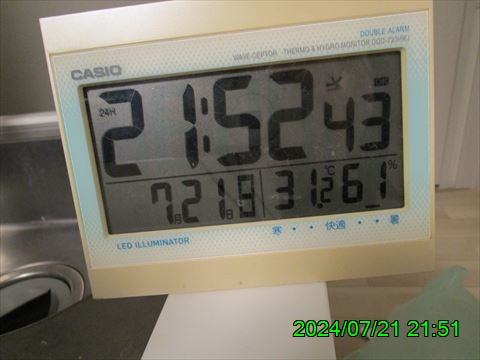 DOUBLE ALARM
WAVE CEPTOR THERMO & HYGRO MONITOR
CASIO
24H
21:52 43
7月21日 日 31.2℃ 61%
LED ILLUMINATOR
寒・・快適・・暑
2024/07/21 21:51